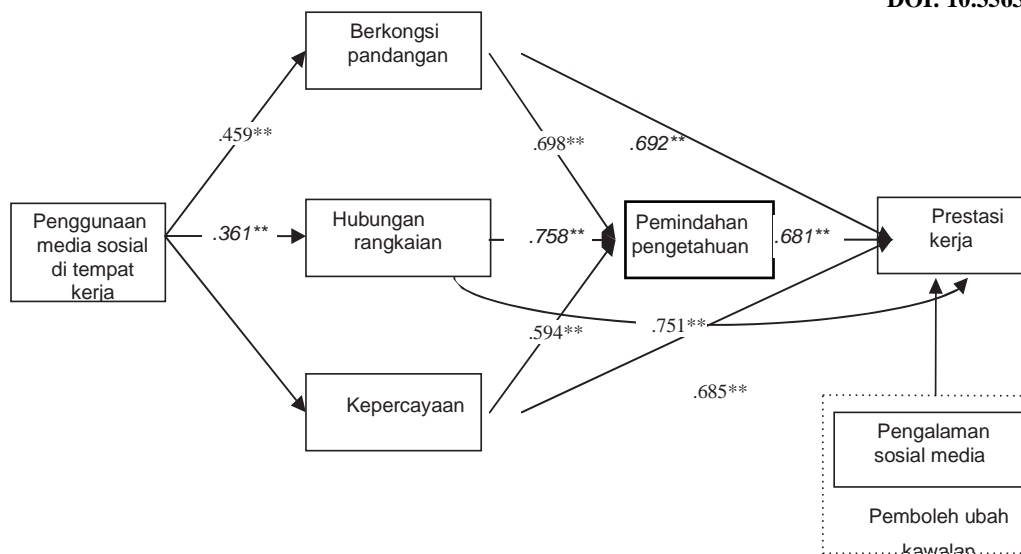 DOI: 10.5565
Berkongsi
pandangan
.459**
.698**
.692**
Penggunaan
media sosial
di tempat
kerja
.361**
Hubungan
rangkaian
.758**
Pemindahan
pengetahuan
.681**
Prestasi
kerja
.594**
.751**
Kepercayaan
.685**
Pengalaman
sosial media
Pemboleh ubah
kawalan